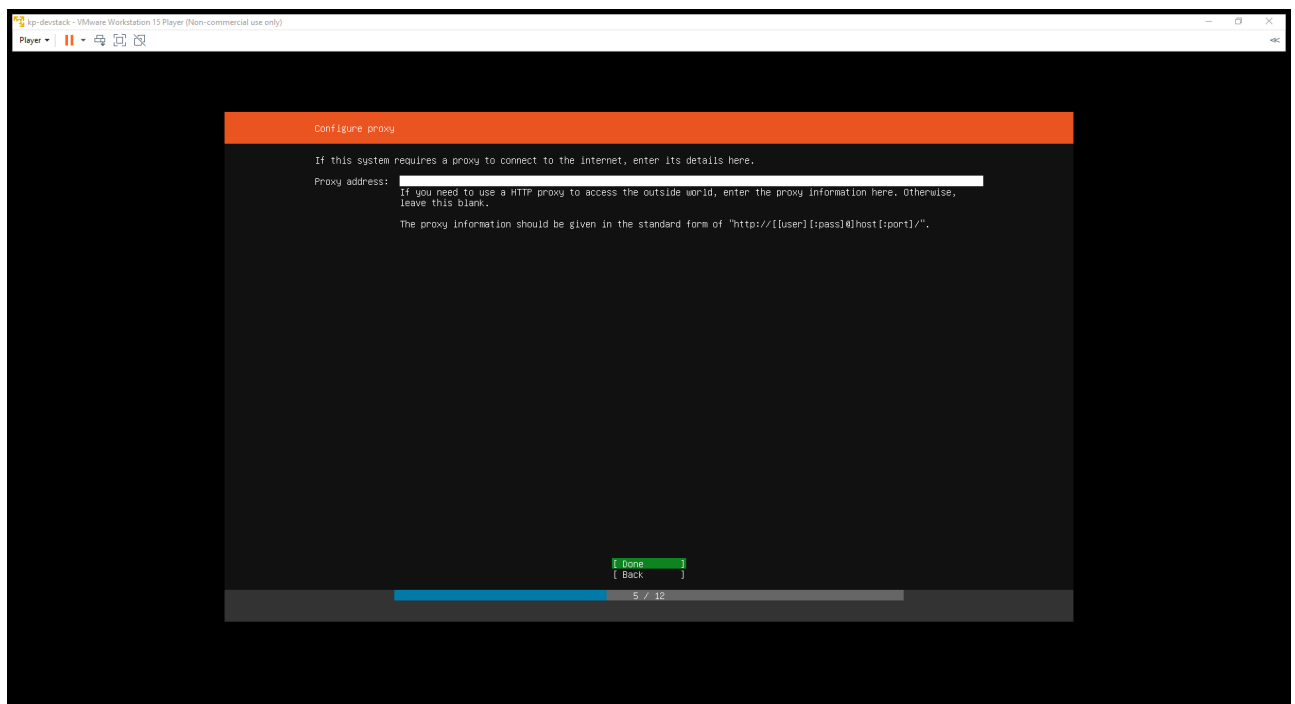 kp-devstack - VMware Workstation 15 Player (Non-commercial use only)
Player
Configure proxy
If this system requires a proxy to connect to the internet, enter its details here.
Proxy address:
If you need to use a HTTP proxy to access the outside world, enter the proxy information here. Otherwise,
leave this blank.
The proxy information should be given in the standard form of "http://[[user][:pass]@]host[:port]/".
[ Done ]
[ Back ]
5 / 12